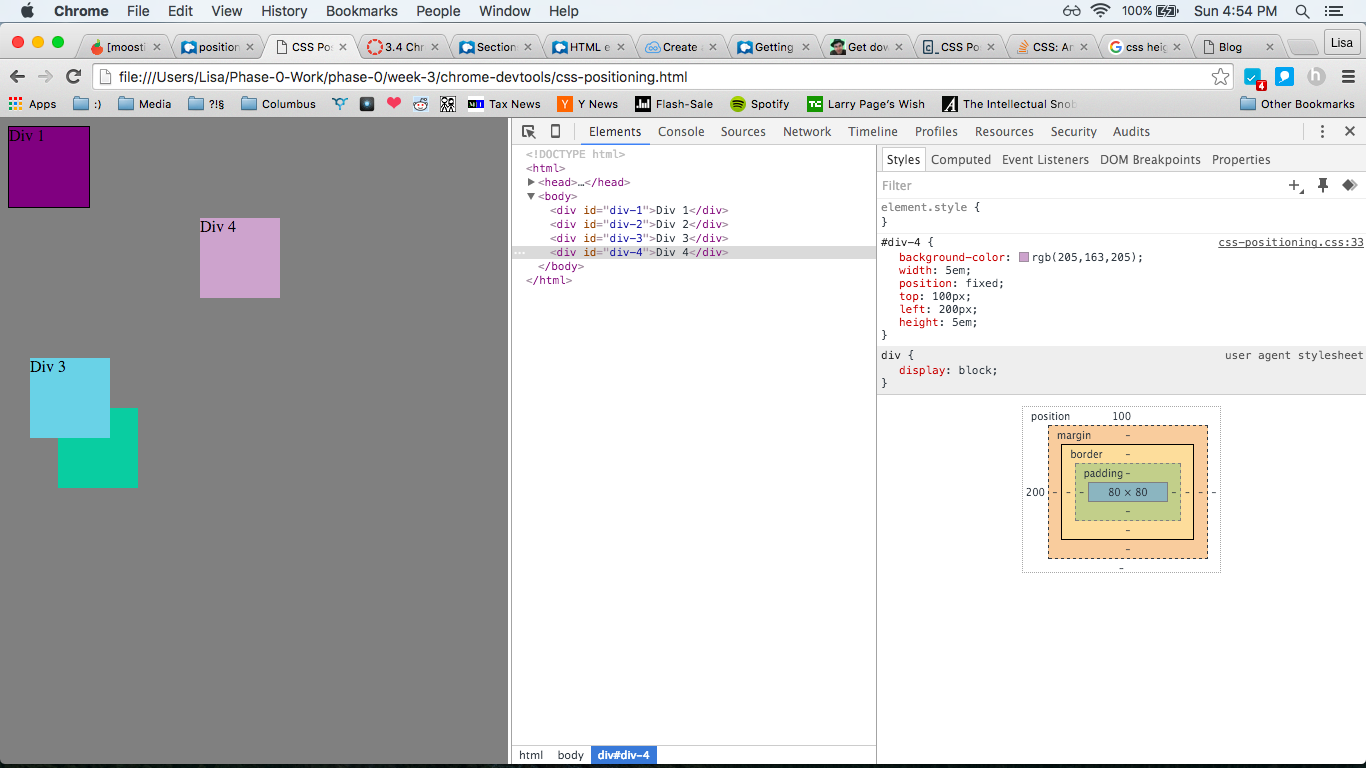 Chrome File Edit View History Bookmarks People Window Help 100% Sun 4:54 PM
[moosti position CSS Po: 3.4 Chr Section HTML e Create Getting Get dow C_ CSS Po CSS: A css heig Blog Lisa
file:///Users/Lisa/Phase-0-Work/phase-0/week-3/chrome-devtools/css-positioning.html 4
Apps :) Media ?!§ Columbus Tax News Y Y News Flash-Sale Spotify TC Larry Page's Wish A The Intellectual Snob Other Bookmarks
Elements Console Sources Network Timeline Profiles Resources Security Audits
Div 1
Div 4
Div 3
<!DOCTYPE html>
<html>
<head>…</head>
<body>
<div id="div-1">Div 1</div>
<div id="div-2">Div 2</div>
<div id="div-3">Div 3</div>
<div id="div-4">Div 4</div>
</body>
</html>
html body div#div-4
Styles Computed Event Listeners DOM Breakpoints Properties
Filter
element.style {
}
#div-4 { css-positioning.css:33
background-color: rgb(205,163,205);
width: 5em;
position: fixed;
top: 100px;
left: 200px;
height: 5em;
}
div { user agent stylesheet
display: block;
}
position 100
margin -
border -
padding -
200 - - - 80 × 80 - - - -
-
-
-
-